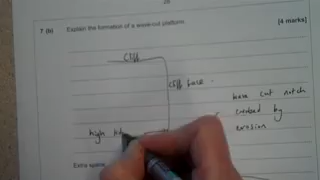 28
7 (b) Explain the formation of a wave-cut platform.
[4 marks]
Cliff
cliff base.
wave cut notch
created by
erosion
high
Extra space